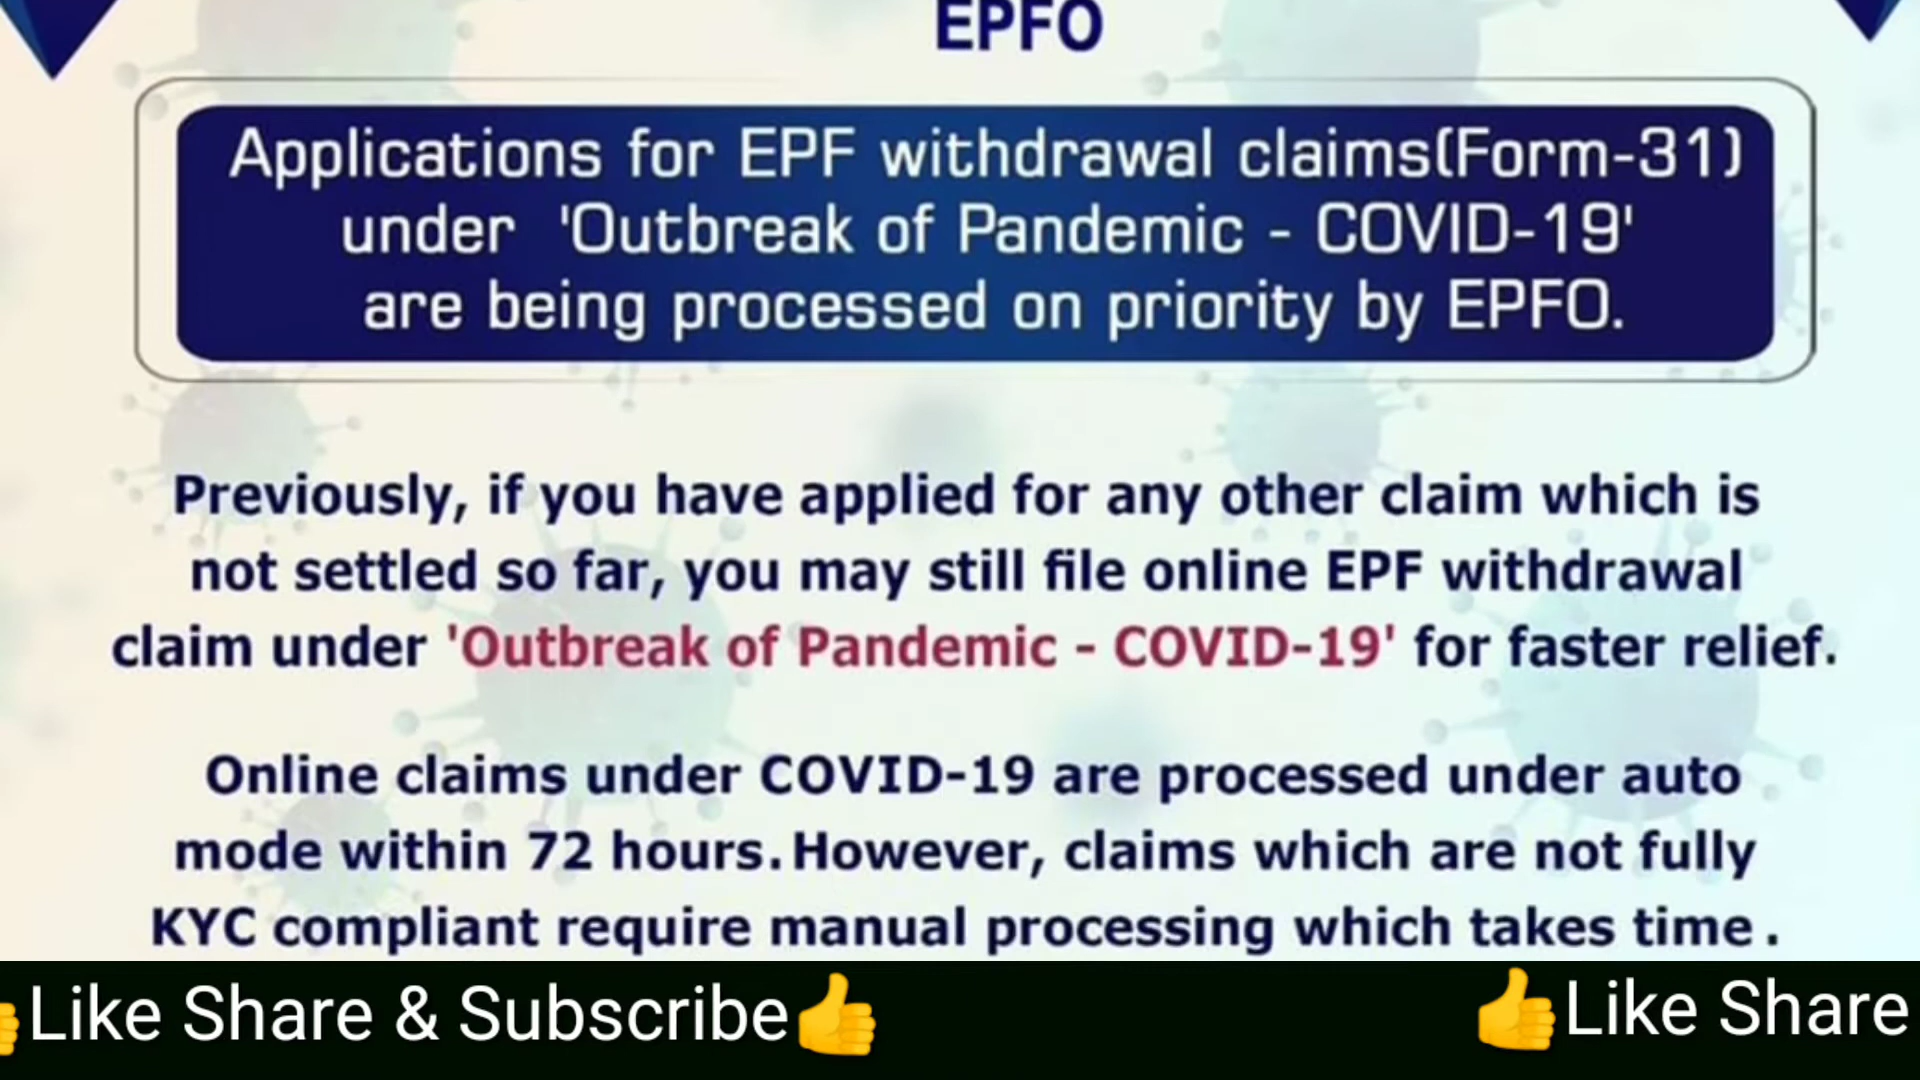 EPFO
Applications for EPF withdrawal claims(Form-31)
under 'Outbreak of Pandemic - COVID-19'
are being processed on priority by EPFO.
Previously, if you have applied for any other claim which is
not settled so far, you may still file online EPF withdrawal
claim under 'Outbreak of Pandemic - COVID-19' for faster relief.
Online claims under COVID-19 are processed under auto
mode within 72 hours. However, claims which are not fully
KYC compliant require manual processing which takes time .
👍Like Share & Subscribe👍 👍Like Share